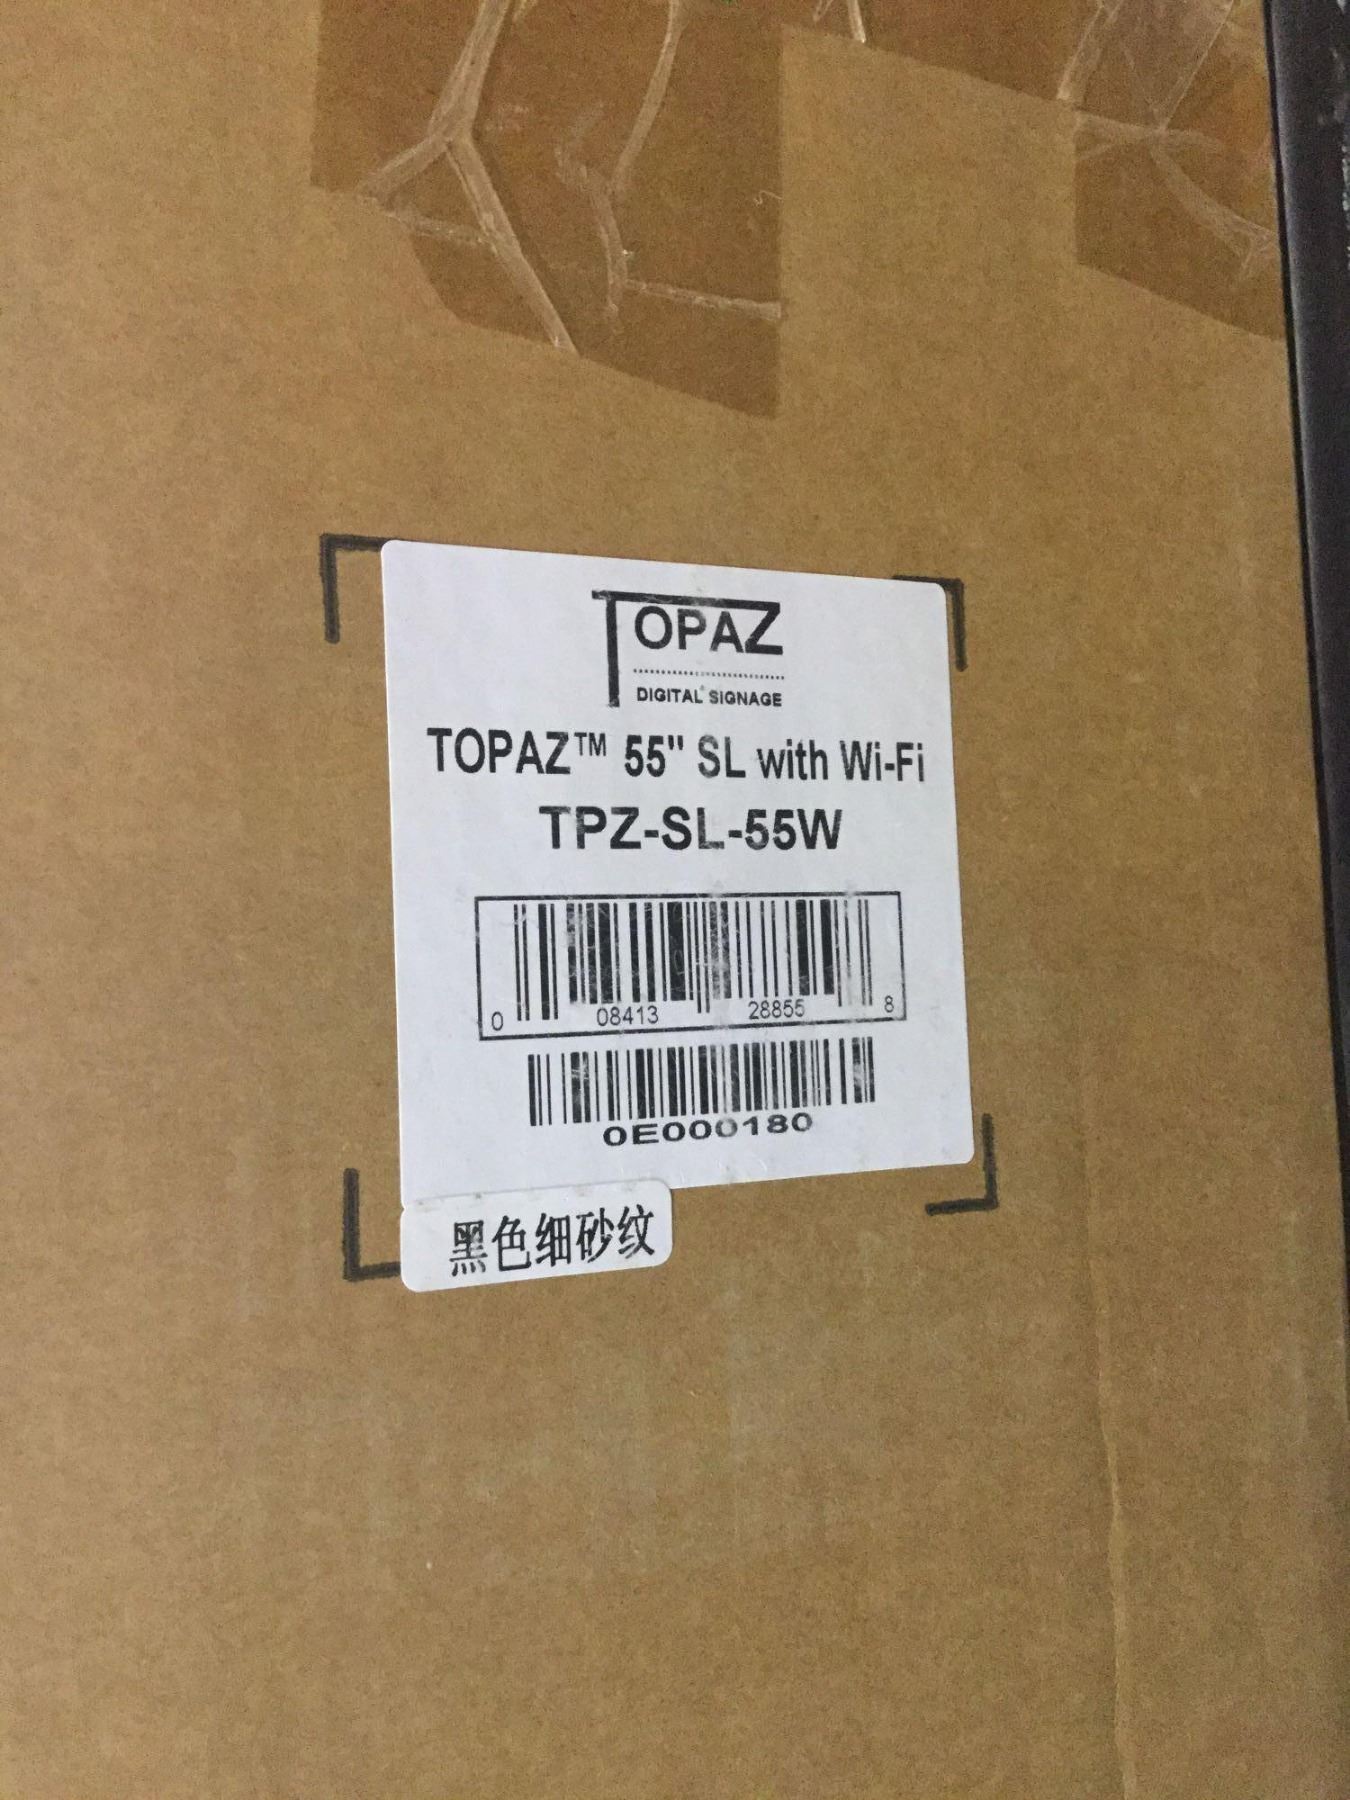 TOPAZ
DIGITAL SIGNAGE
TOPAZ™ 55" SL with Wi-Fi
TPZ-SL-55W
0 08413 28855 8
0E000180
黑色细砂纹